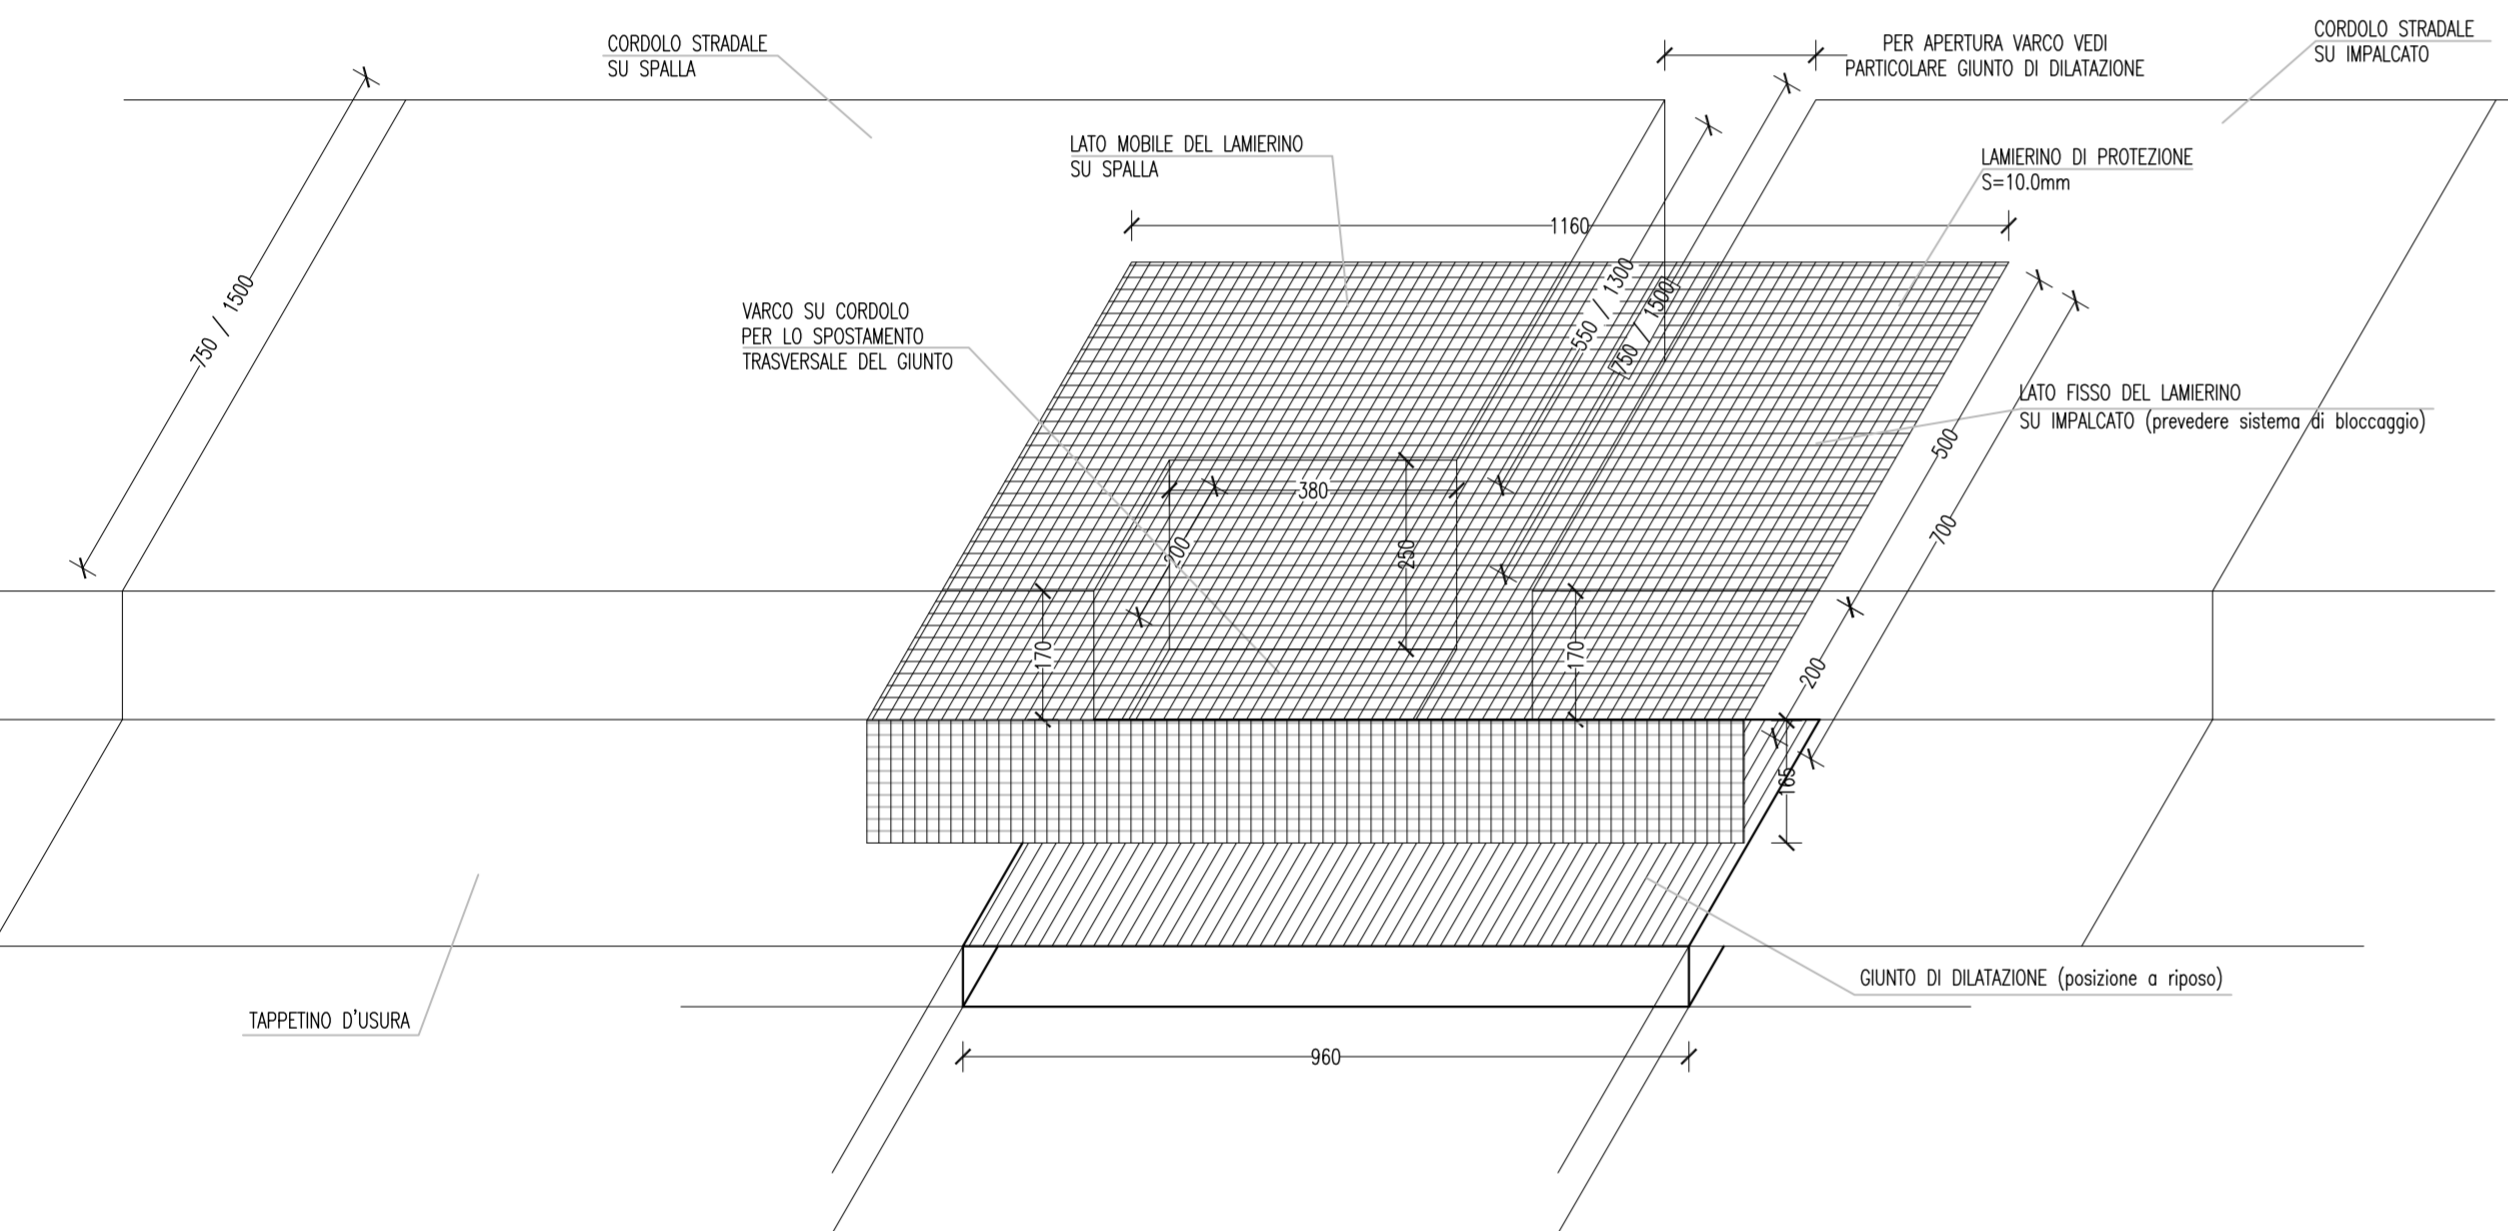 CORDOLO STRADALE
SU SPALLA
PER APERTURA VARCO VEDI
PARTICOLARE GIUNTO DI DILATAZIONE
CORDOLO STRADALE
SU IMPALCATO
LATO MOBILE DEL LAMIERINO
SU SPALLA
LAMIERINO DI PROTEZIONE
S=10.0mm
1160
750 / 1500
550 / 1300
750 / 1500
VARCO SU CORDOLO
PER LO SPOSTAMENTO
TRASVERSALE DEL GIUNTO
LATO FISSO DEL LAMIERINO
SU IMPALCATO (prevedere sistema di bloccaggio)
500
380
700
200
250
170
170
200
165
GIUNTO DI DILATAZIONE (posizione a riposo)
TAPPETINO D'USURA
960